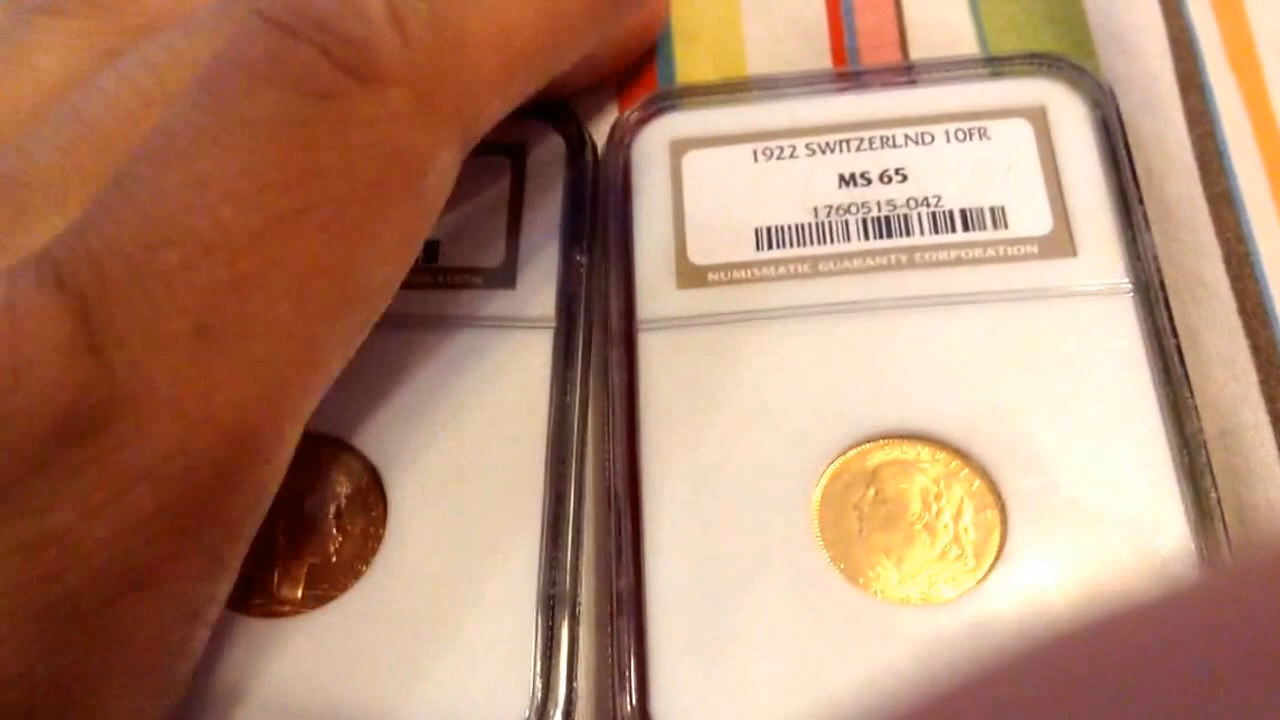 1922 SWITZERLND 10FR
MS 65
1760515-042
NUMISMATIC GUARANTY CORPORATION